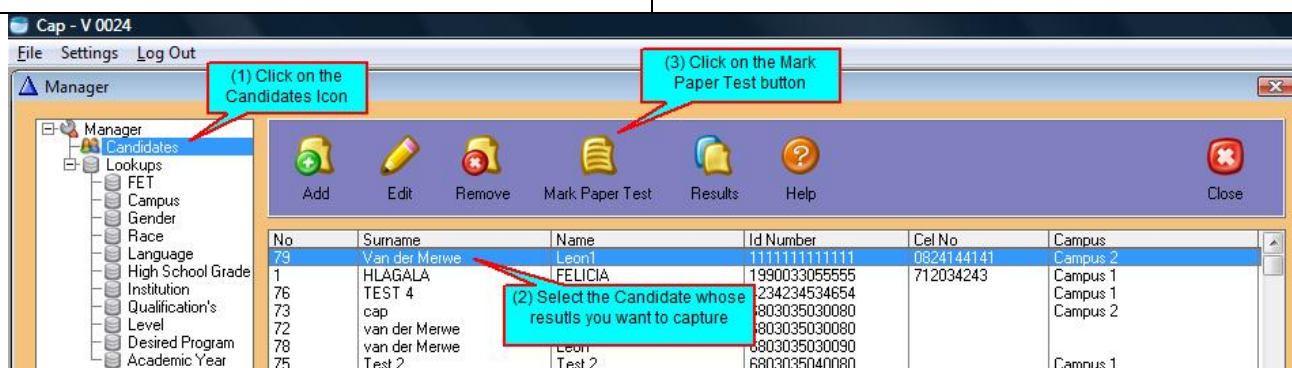 Cap - V 0024
File Settings Log Out
Manager
(1) Click on the
Candidates Icon
(3) Click on the Mark
Paper Test button
Manager
Candidates
Lookups
FET
Campus
Gender
Race
Language
High School Grade
Institution
Qualification's
Level
Desired Program
Academic Year
Add Edit Remove Mark Paper Test Results Help Close
No Surname Name Id Number Cel No Campus
79 Van der Merwe Leon1 1111111111111 0824144141 Campus 2
1 HLAGALA FELICIA 1990033055555 712034243 Campus 1
76 TEST 4 234234534654 Campus 1
73 cap 6803035030080 Campus 2
72 van der Merwe 6803035030080
78 van der Merwe Leon 6803035030090
75 Test 2 Test 2 6803035040080 Campus 1
(2) Select the Candidate whose
resutls you want to capture